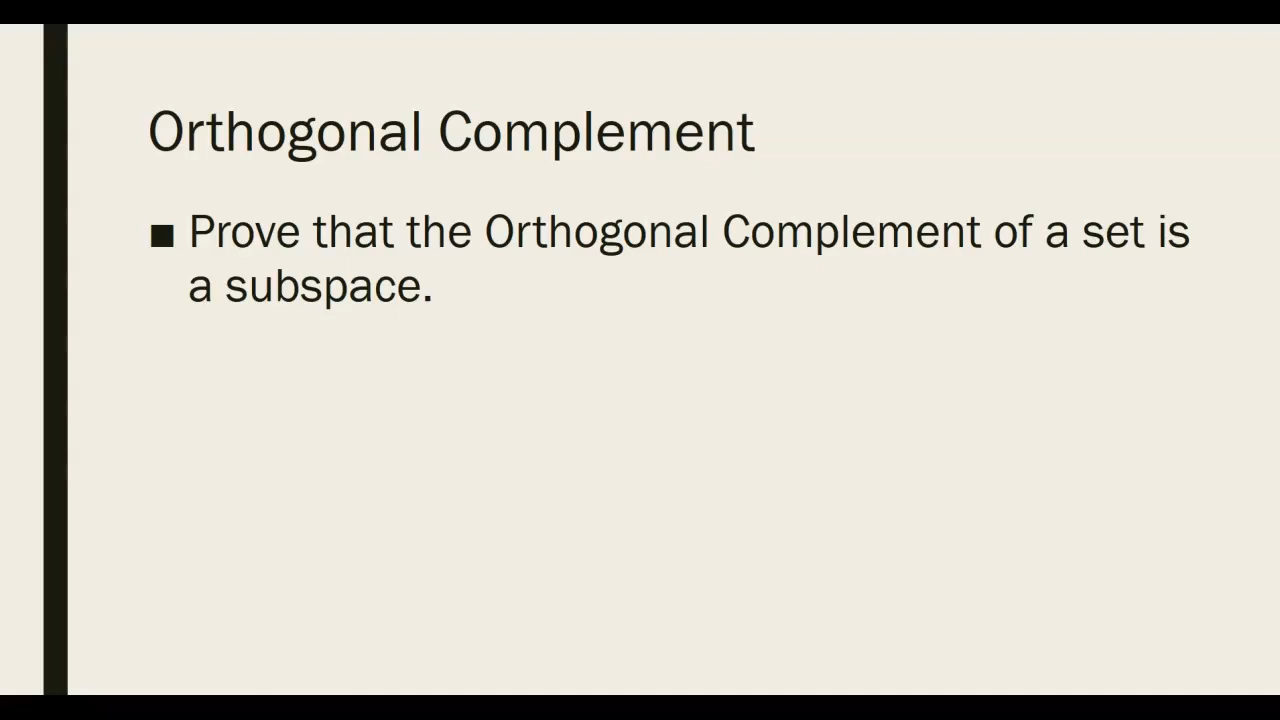 Orthogonal Complement
■ Prove that the Orthogonal Complement of a set is
a subspace.